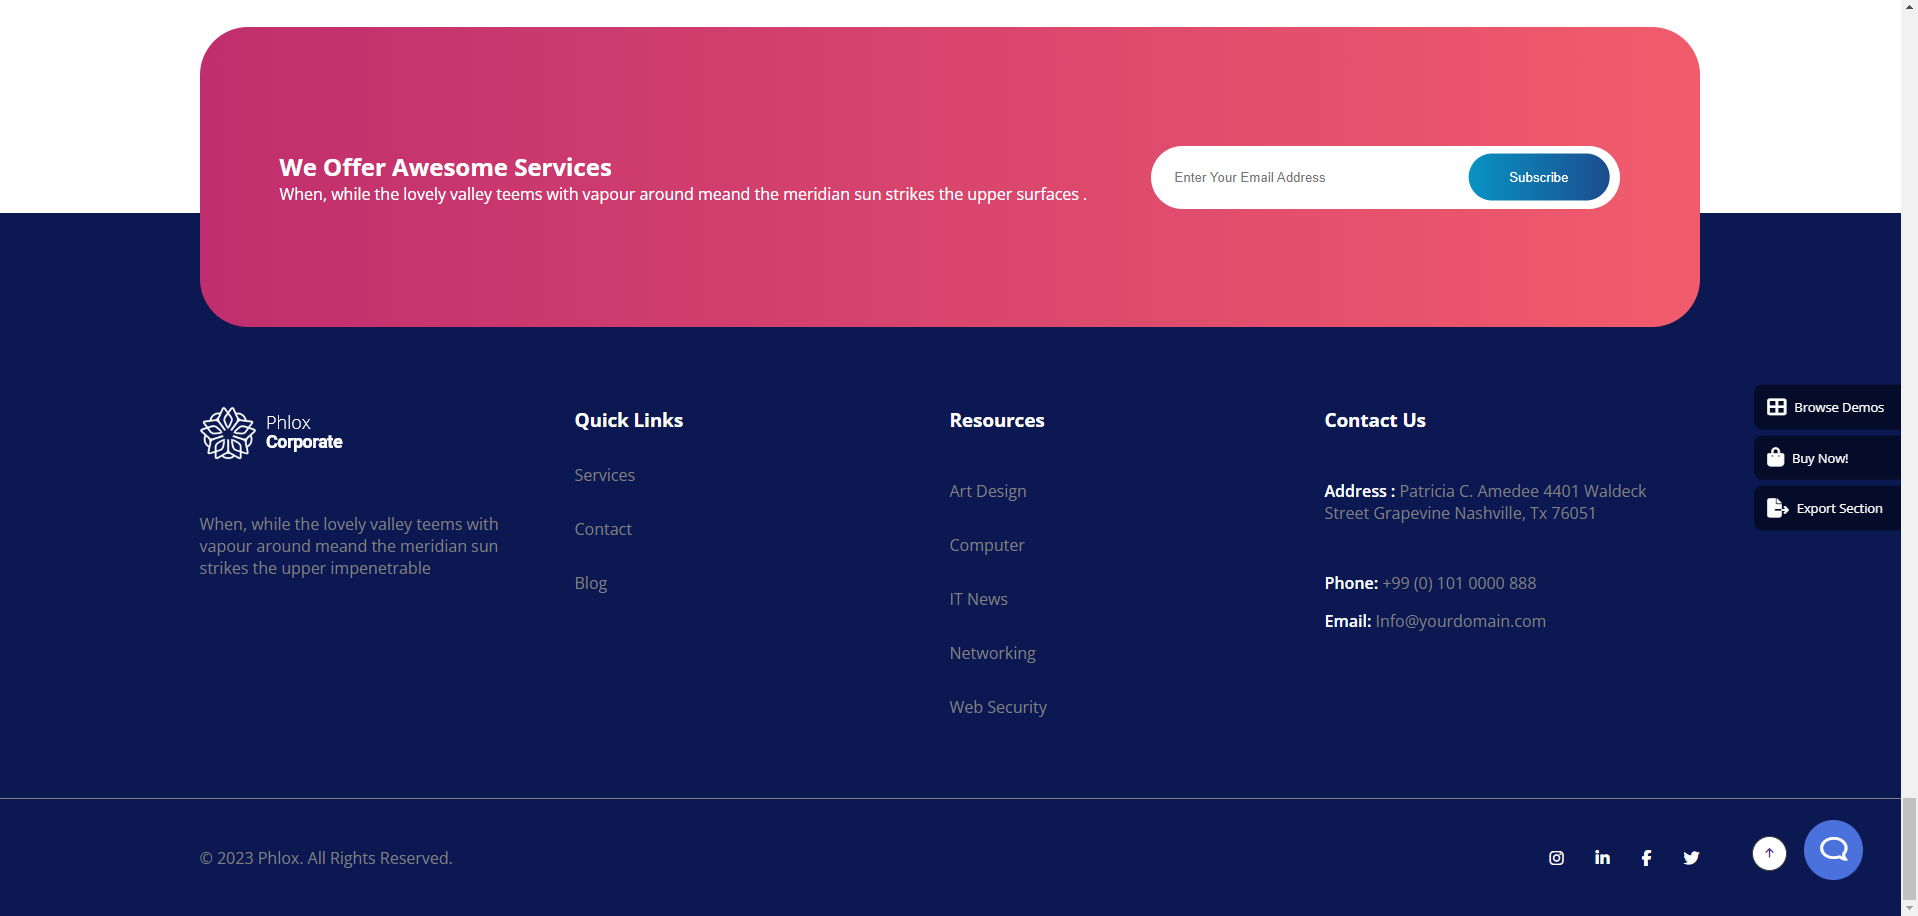 We Offer Awesome Services
When, while the lovely valley teems with vapour around meand the meridian sun strikes the upper surfaces .
Enter Your Email Address
Subscribe
Phlox
Corporate
When, while the lovely valley teems with
vapour around meand the meridian sun
strikes the upper impenetrable
Quick Links
Services
Contact
Blog
Resources
Art Design
Computer
IT News
Networking
Web Security
Contact Us
Address : Patricia C. Amedee 4401 Waldeck
Street Grapevine Nashville, Tx 76051
Phone: +99 (0) 101 0000 888
Email: Info@yourdomain.com
Browse Demos
Buy Now!
Export Section
© 2023 Phlox. All Rights Reserved.